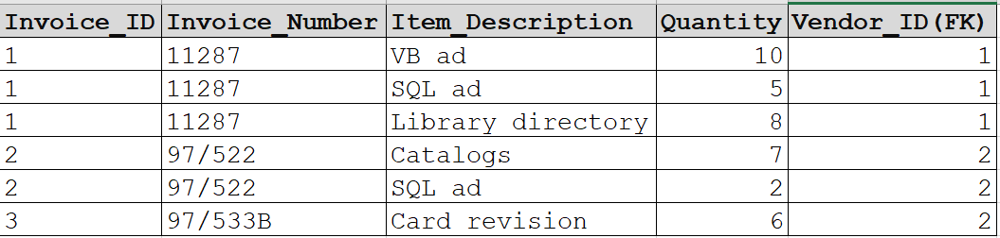 Invoice_ID Invoice_Number Item_Description Quantity Vendor_ID(FK)
1 11287 VB ad 10 1
1 11287 SQL ad 5 1
1 11287 Library directory 8 1
2 97/522 Catalogs 7 2
2 97/522 SQL ad 2 2
3 97/533B Card revision 6 2